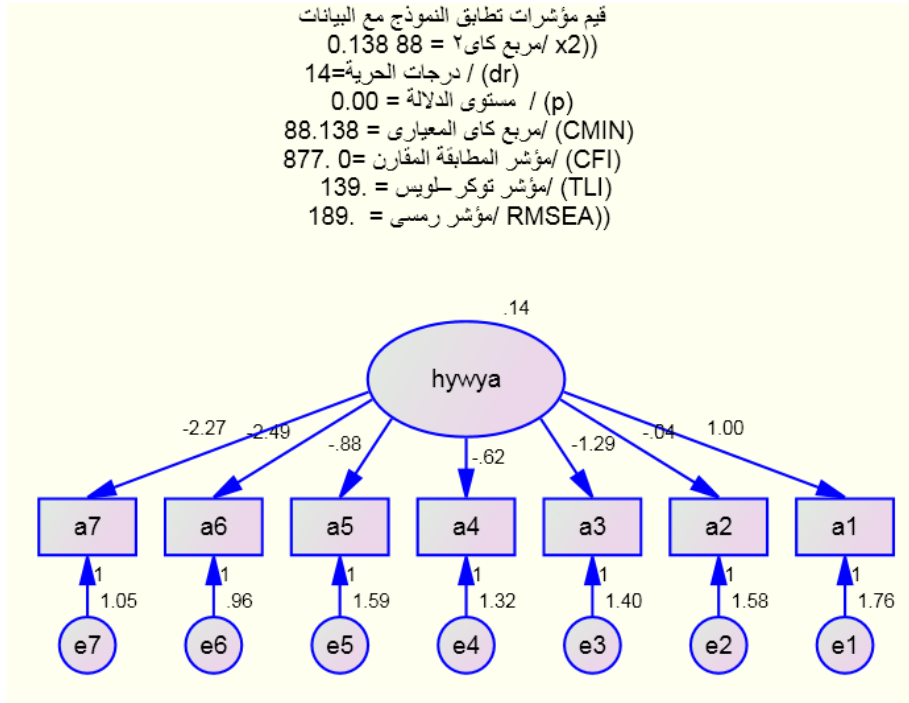 قيم مؤشرات تطابق النموذج مع البيانات
((x2 /مربع كاى٢ = 88 0.138
(dr) / درجات الحرية=14
(p) / مستوى الدلالة = 0.00
(CMIN) /مربع كاى المعيارى = 88.138
(CFI) /مؤشر المطابقة المقارن =0 .877
(TLI) /مؤشر توكر –لويس = .139
((RMSEA /مؤشر رمسى = .189
.14
hywya
-2.27 -2.49 -.88 -.62 -1.29 -.04 1.00
a7 a6 a5 a4 a3 a2 a1
1 1 1 1 1 1 1
1.05 .96 1.59 1.32 1.40 1.58 1.76
e7 e6 e5 e4 e3 e2 e1